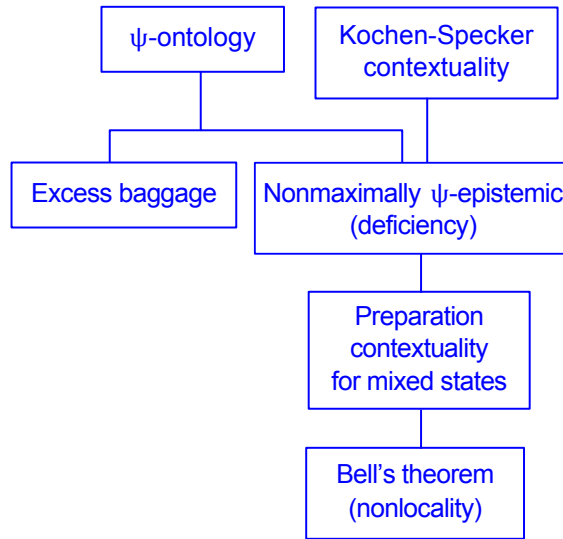 ψ-ontology
Kochen-Specker
contextuality
Excess baggage
Nonmaximally ψ-epistemic
(deficiency)
Preparation
contextuality
for mixed states
Bell’s theorem
(nonlocality)